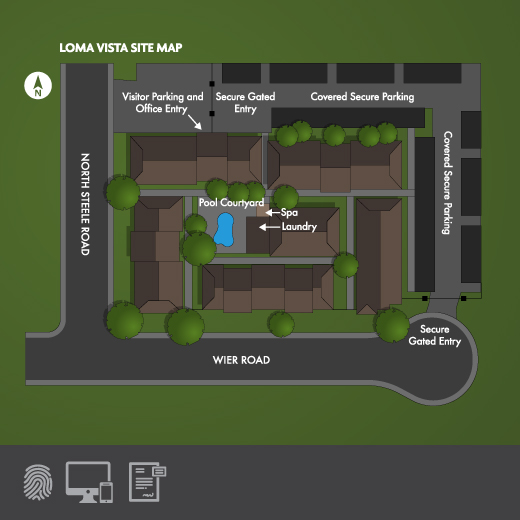 LOMA VISTA SITE MAP
N
Visitor Parking and
Office Entry
Secure Gated
Entry
Covered Secure Parking
Covered Secure Parking
NORTH STEELE ROAD
Pool Courtyard
Spa
Laundry
Secure
Gated Entry
WIER ROAD